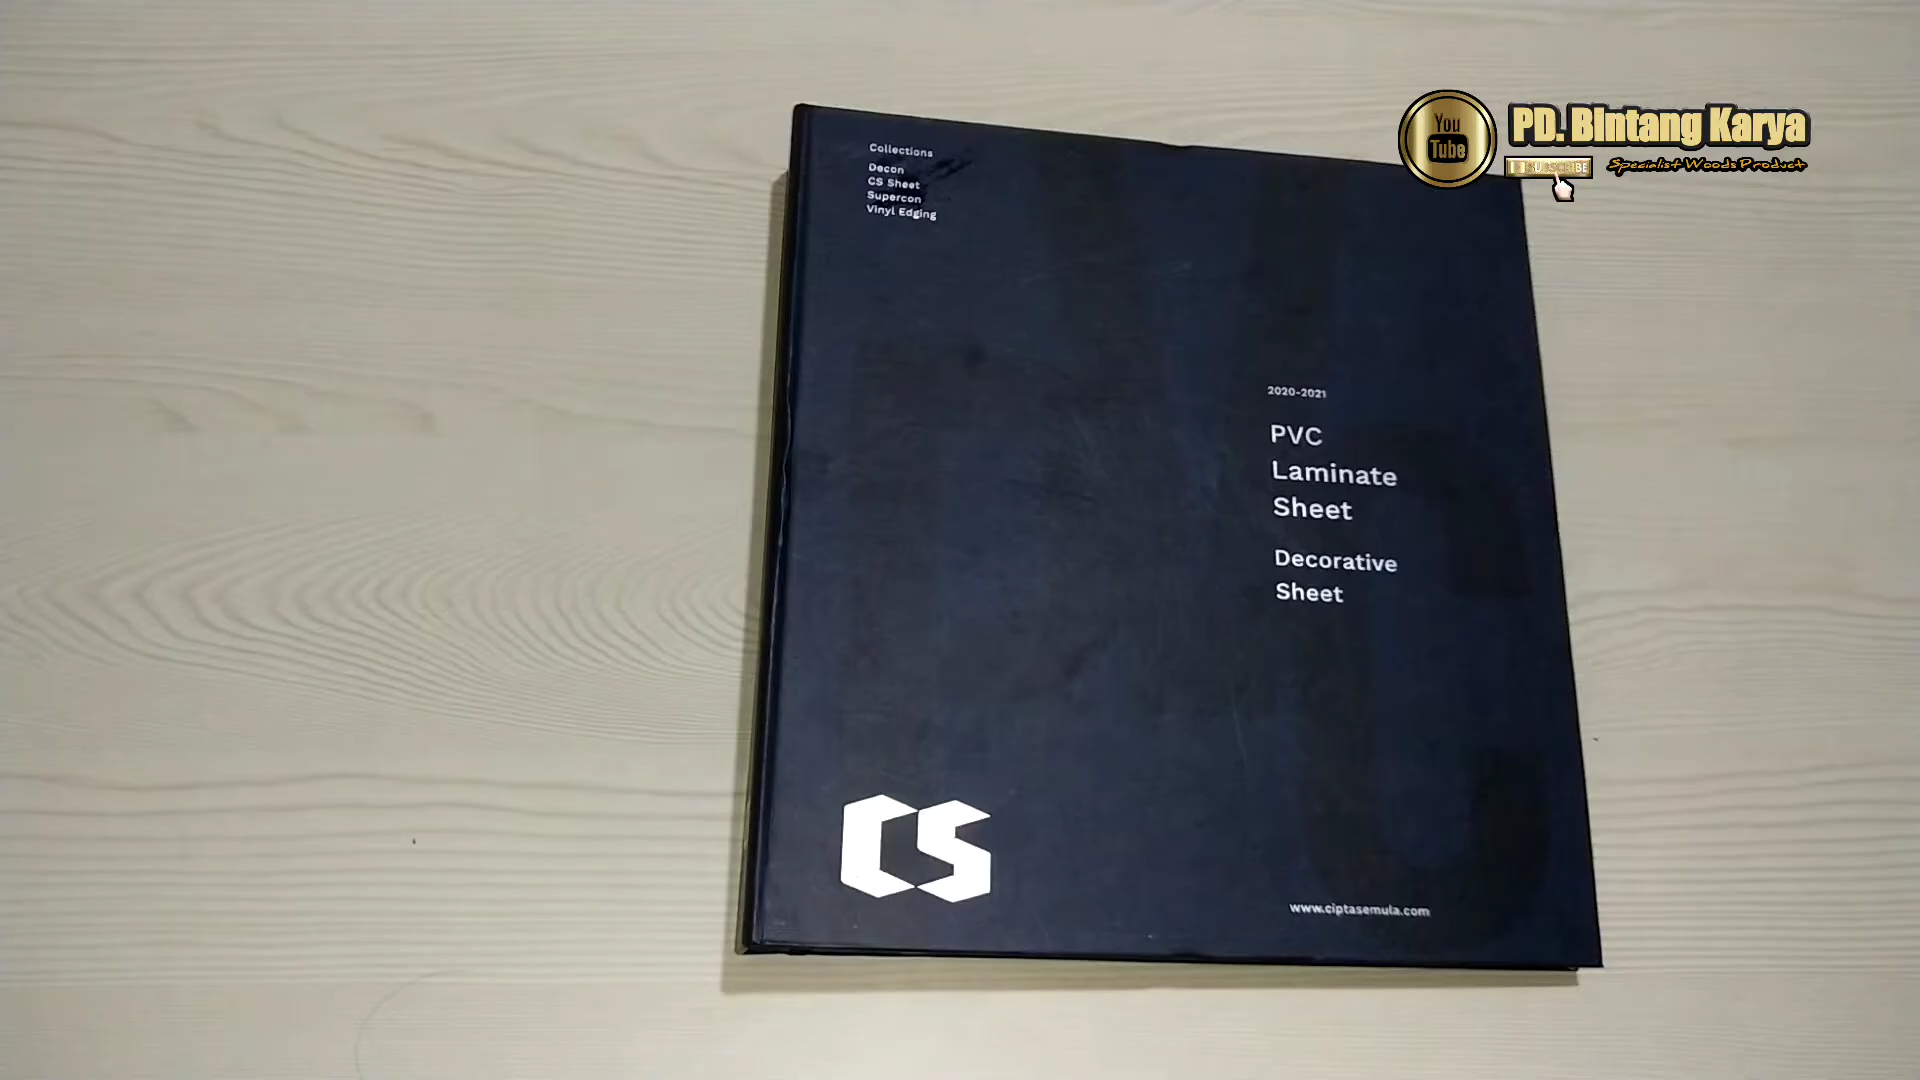 Collections
Decon
CS Sheet
Supercon
Vinyl Edging
2020-2021
PVC
Laminate
Sheet
Decorative
Sheet
CS
www.ciptasemula.com
You
Tube
PD. Bintang Karya
SUBSCRIBE
Specialist Woods Product